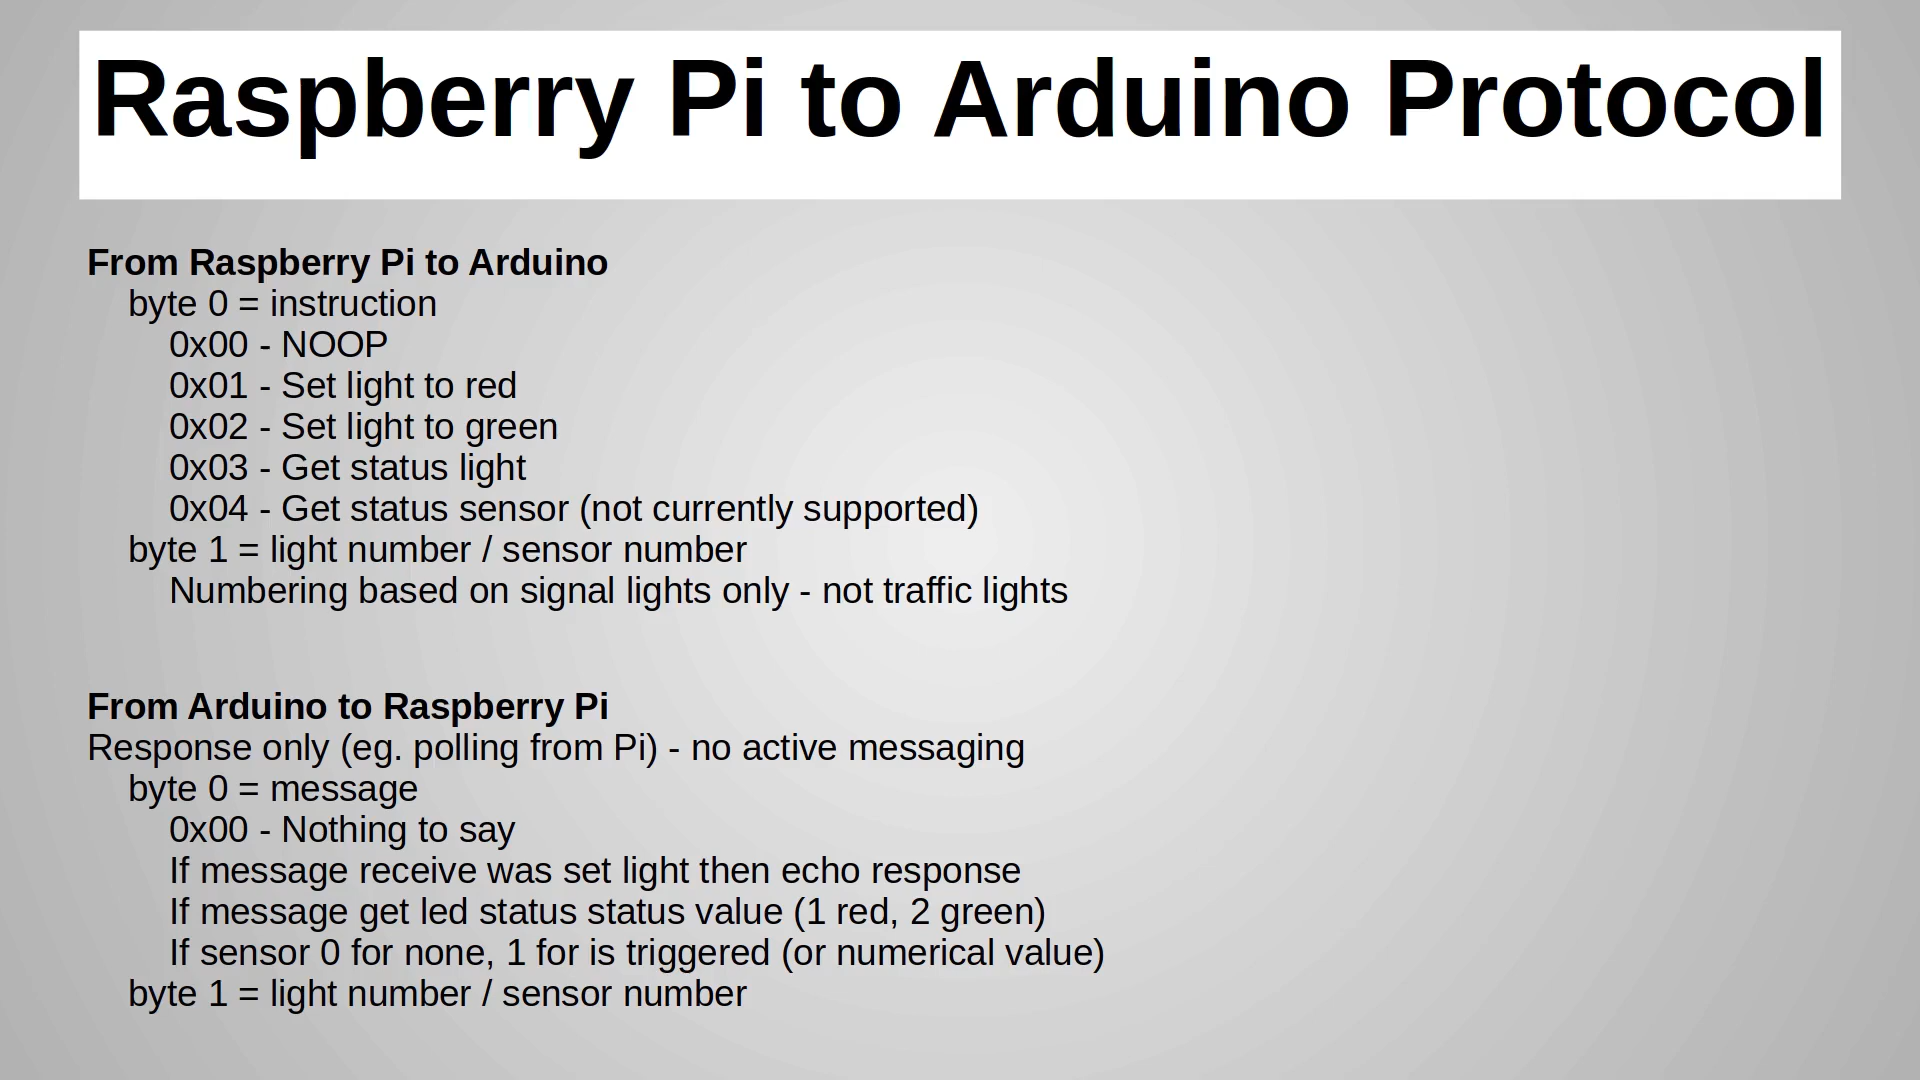 Raspberry Pi to Arduino Protocol
From Raspberry Pi to Arduino
byte 0 = instruction
0x00 - NOOP
0x01 - Set light to red
0x02 - Set light to green
0x03 - Get status light
0x04 - Get status sensor (not currently supported)
byte 1 = light number / sensor number
Numbering based on signal lights only - not traffic lights
From Arduino to Raspberry Pi
Response only (eg. polling from Pi) - no active messaging
byte 0 = message
0x00 - Nothing to say
If message receive was set light then echo response
If message get led status status value (1 red, 2 green)
If sensor 0 for none, 1 for is triggered (or numerical value)
byte 1 = light number / sensor number